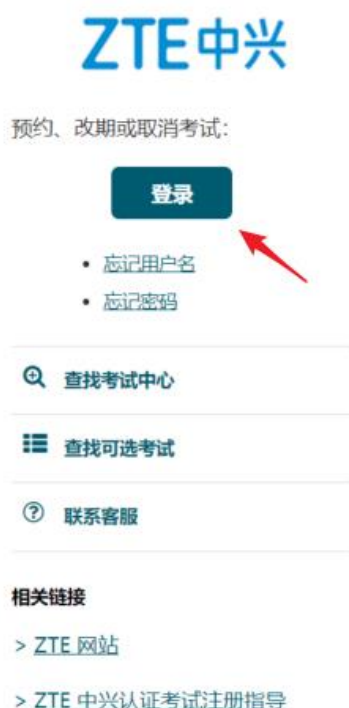 ZTE中兴
预约、改期或取消考试:
登录
忘记用户名
忘记密码
查找考试中心
查找可选考试
联系客服
相关链接
> ZTE 网站
> ZTE 中兴认证考试注册指导